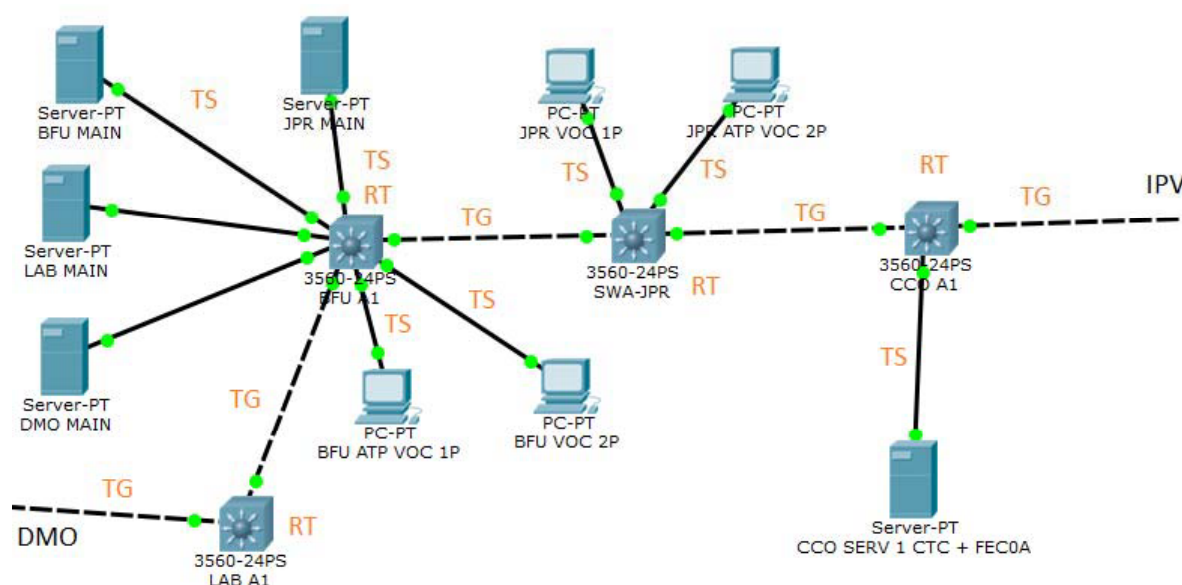 Server-PT
BFU MAIN
TS
Server-PT
JPR MAIN
TS
RT
PC-PT
JPR VOC 1P
PC-PT
JPR ATP VOC 2P
TS
TS
RT
IPV
Server-PT
LAB MAIN
3560-24PS
BFU A1
TG
3560-24PS
SWA-JPR
RT
TG
3560-24PS
CCO A1
TG
TS
TS
TS
Server-PT
DMO MAIN
TG
PC-PT
BFU ATP VOC 1P
PC-PT
BFU VOC 2P
TG
DMO
RT
3560-24PS
LAB A1
Server-PT
CCO SERV 1 CTC + FEC0A